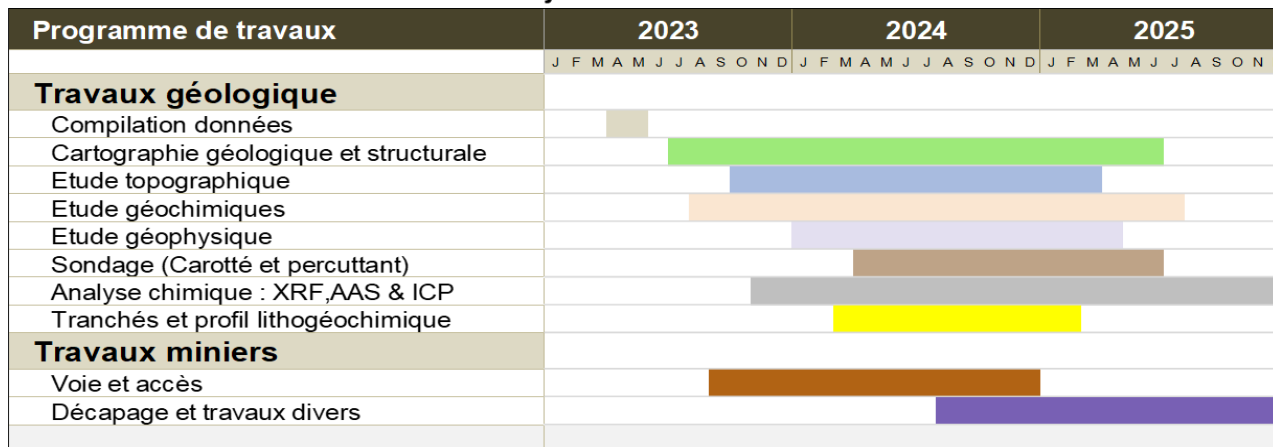 Programme de travaux 2023 2024 2025
J F M A M J J A S O N D J F M A M J J A S O N D J F M A M J J A S O N
Travaux géologique
Compilation données
Cartographie géologique et structurale
Etude topographique
Etude géochimiques
Etude géophysique
Sondage (Carotté et percuttant)
Analyse chimique : XRF,AAS & ICP
Tranchés et profil lithogéochimique
Travaux miniers
Voie et accès
Décapage et travaux divers